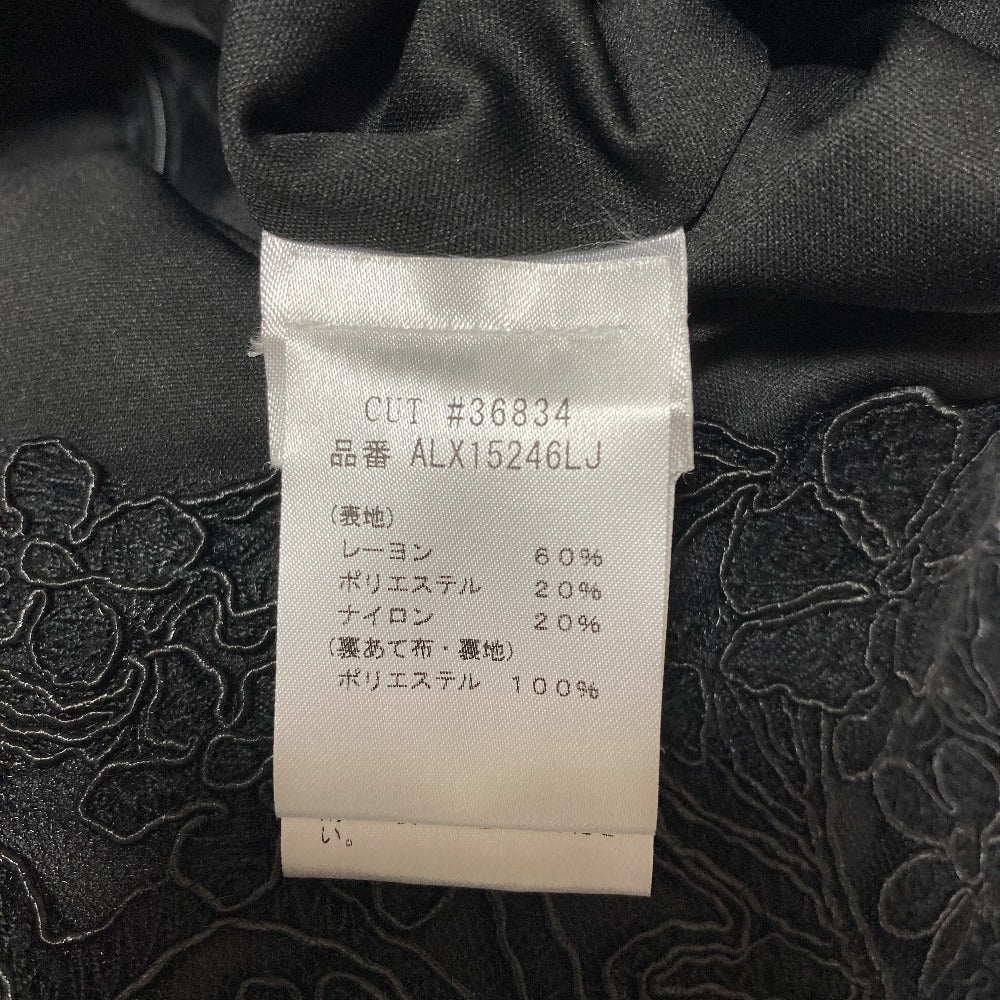 CUT #36834
品番 ALX15246LJ
(表地)
レーヨン 60%
ポリエステル 20%
ナイロン 20%
(裏あて布・裏地)
ポリエステル 100%
い。